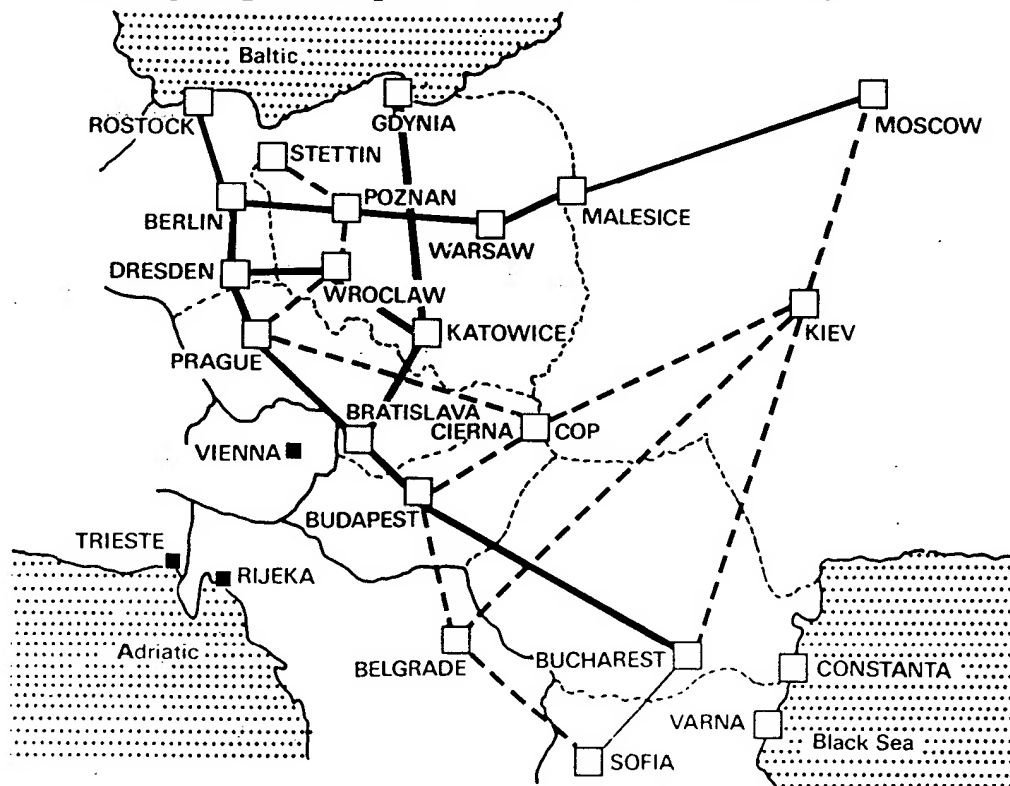 Baltic
ROSTOCK
GDYNIA
MOSCOW
STETTIN
POZNAN
MALESICE
BERLIN
WARSAW
DRESDEN
WROCLAW
KATOWICE
KIEV
PRAGUE
BRATISLAVA
CIERNA
COP
VIENNA
BUDAPEST
TRIESTE
RIJEKA
Adriatic
BELGRADE
BUCHAREST
CONSTANTA
VARNA
Black Sea
SOFIA